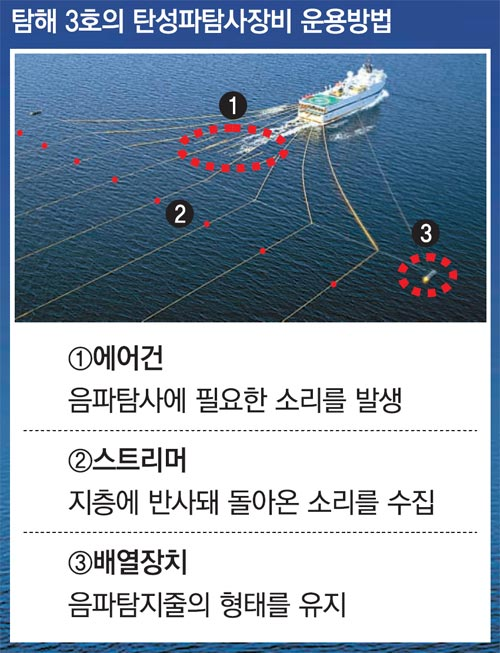 탐해 3호의 탄성파탐사장비 운용방법
❶
❷
❸
①에어건
음파탐사에 필요한 소리를 발생
②스트리머
지층에 반사돼 돌아온 소리를 수집
③배열장치
음파탐지줄의 형태를 유지